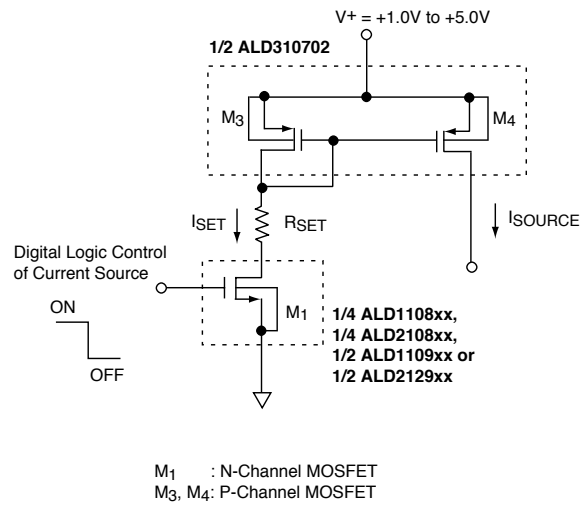 V+ = +1.0V to +5.0V
1/2 ALD310702
M3
M4
ISET
RSET
ISOURCE
Digital Logic Control
of Current Source
ON
OFF
M1
1/4 ALD1108xx,
1/4 ALD2108xx,
1/2 ALD1109xx or
1/2 ALD2129xx
M1 : N-Channel MOSFET
M3, M4: P-Channel MOSFET